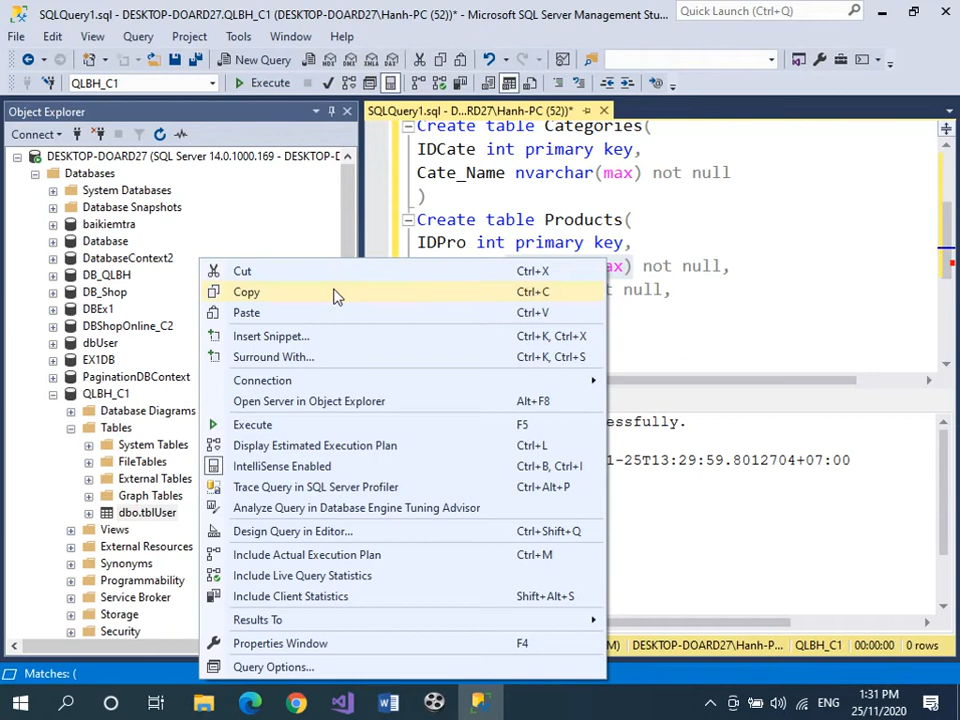 SQLQuery1.sql - DESKTOP-DOARD27.QLBH_C1 (DESKTOP-DOARD27\Hanh-PC (52))* - Microsoft SQL Server Management Stu...
Quick Launch (Ctrl+Q)
File Edit View Query Project Tools Window Help
New Query
MDX DMX XMLA DAX
QLBH_C1
Execute
Object Explorer
SQLQuery1.sql - D...RD27\Hanh-PC (52))*
Connect
DESKTOP-DOARD27 (SQL Server 14.0.1000.169 - DESKTOP-D
Databases
System Databases
Database Snapshots
baikiemtra
Database
DatabaseContext2
DB_QLBH
DB_Shop
DBEx1
DBShopOnline_C2
dbUser
EX1DB
PaginationDBContext
QLBH_C1
Database Diagrams
Tables
System Tables
FileTables
External Tables
Graph Tables
dbo.tblUser
Views
External Resources
Synonyms
Programmability
Service Broker
Storage
Security
Create table Categories(
IDCate int primary key,
Cate_Name nvarchar(max) not null
)
Create table Products(
IDPro int primary key,
ax) not null,
null,
Cut Ctrl+X
Copy Ctrl+C
Paste Ctrl+V
Insert Snippet... Ctrl+K, Ctrl+X
Surround With... Ctrl+K, Ctrl+S
Connection
Open Server in Object Explorer Alt+F8
Execute F5
Display Estimated Execution Plan Ctrl+L
IntelliSense Enabled Ctrl+B, Ctrl+I
Trace Query in SQL Server Profiler Ctrl+Alt+P
Analyze Query in Database Engine Tuning Advisor
Design Query in Editor... Ctrl+Shift+Q
Include Actual Execution Plan Ctrl+M
Include Live Query Statistics
Include Client Statistics Shift+Alt+S
Results To
Properties Window F4
Query Options...
essfully.
1-25T13:29:59.8012704+07:00
M) DESKTOP-DOARD27\Hanh-P... QLBH_C1 00:00:00 0 rows
Matches: (
ENG
1:31 PM
25/11/2020